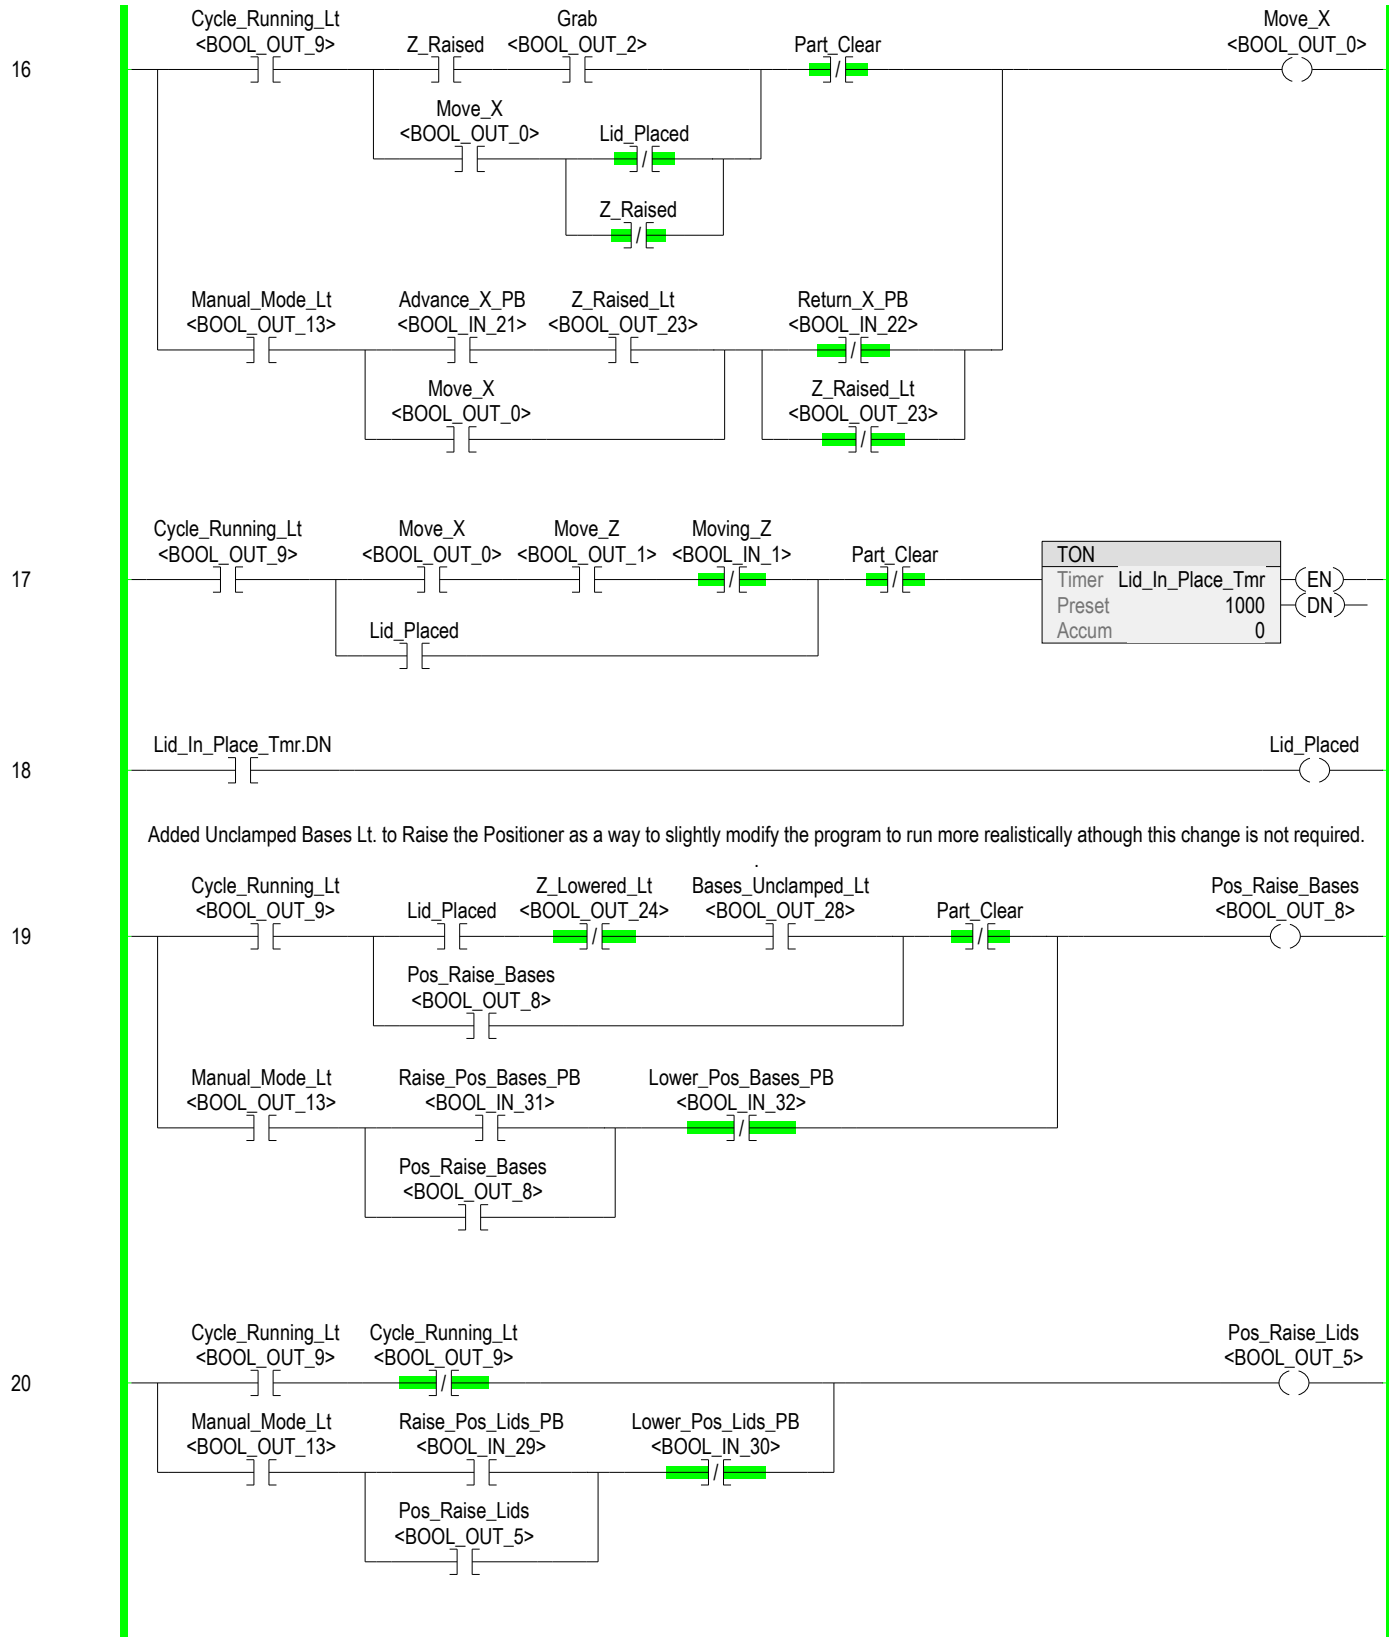 Cycle_Running_Lt Grab Move_X
<BOOL_OUT_9> Z_Raised <BOOL_OUT_2> Part_Clear <BOOL_OUT_0>
16
Move_X
<BOOL_OUT_0> Lid_Placed
Z_Raised
Manual_Mode_Lt Advance_X_PB Z_Raised_Lt Return_X_PB
<BOOL_OUT_13> <BOOL_IN_21> <BOOL_OUT_23> <BOOL_IN_22>
Move_X Z_Raised_Lt
<BOOL_OUT_0> <BOOL_OUT_23>
Cycle_Running_Lt Move_X Move_Z Moving_Z
<BOOL_OUT_9> <BOOL_OUT_0> <BOOL_OUT_1> <BOOL_IN_1> Part_Clear TON
17 Timer Lid_In_Place_Tmr EN
Preset 1000 DN
Lid_Placed Accum 0
Lid_In_Place_Tmr.DN Lid_Placed
18
Added Unclamped Bases Lt. to Raise the Positioner as a way to slightly modify the program to run more realistically athough this change is not required.
.
Cycle_Running_Lt Z_Lowered_Lt Bases_Unclamped_Lt Pos_Raise_Bases
<BOOL_OUT_9> Lid_Placed <BOOL_OUT_24> <BOOL_OUT_28> Part_Clear <BOOL_OUT_8>
19
Pos_Raise_Bases
<BOOL_OUT_8>
Manual_Mode_Lt Raise_Pos_Bases_PB Lower_Pos_Bases_PB
<BOOL_OUT_13> <BOOL_IN_31> <BOOL_IN_32>
Pos_Raise_Bases
<BOOL_OUT_8>
Cycle_Running_Lt Cycle_Running_Lt Pos_Raise_Lids
<BOOL_OUT_9> <BOOL_OUT_9> <BOOL_OUT_5>
20
Manual_Mode_Lt Raise_Pos_Lids_PB Lower_Pos_Lids_PB
<BOOL_OUT_13> <BOOL_IN_29> <BOOL_IN_30>
Pos_Raise_Lids
<BOOL_OUT_5>